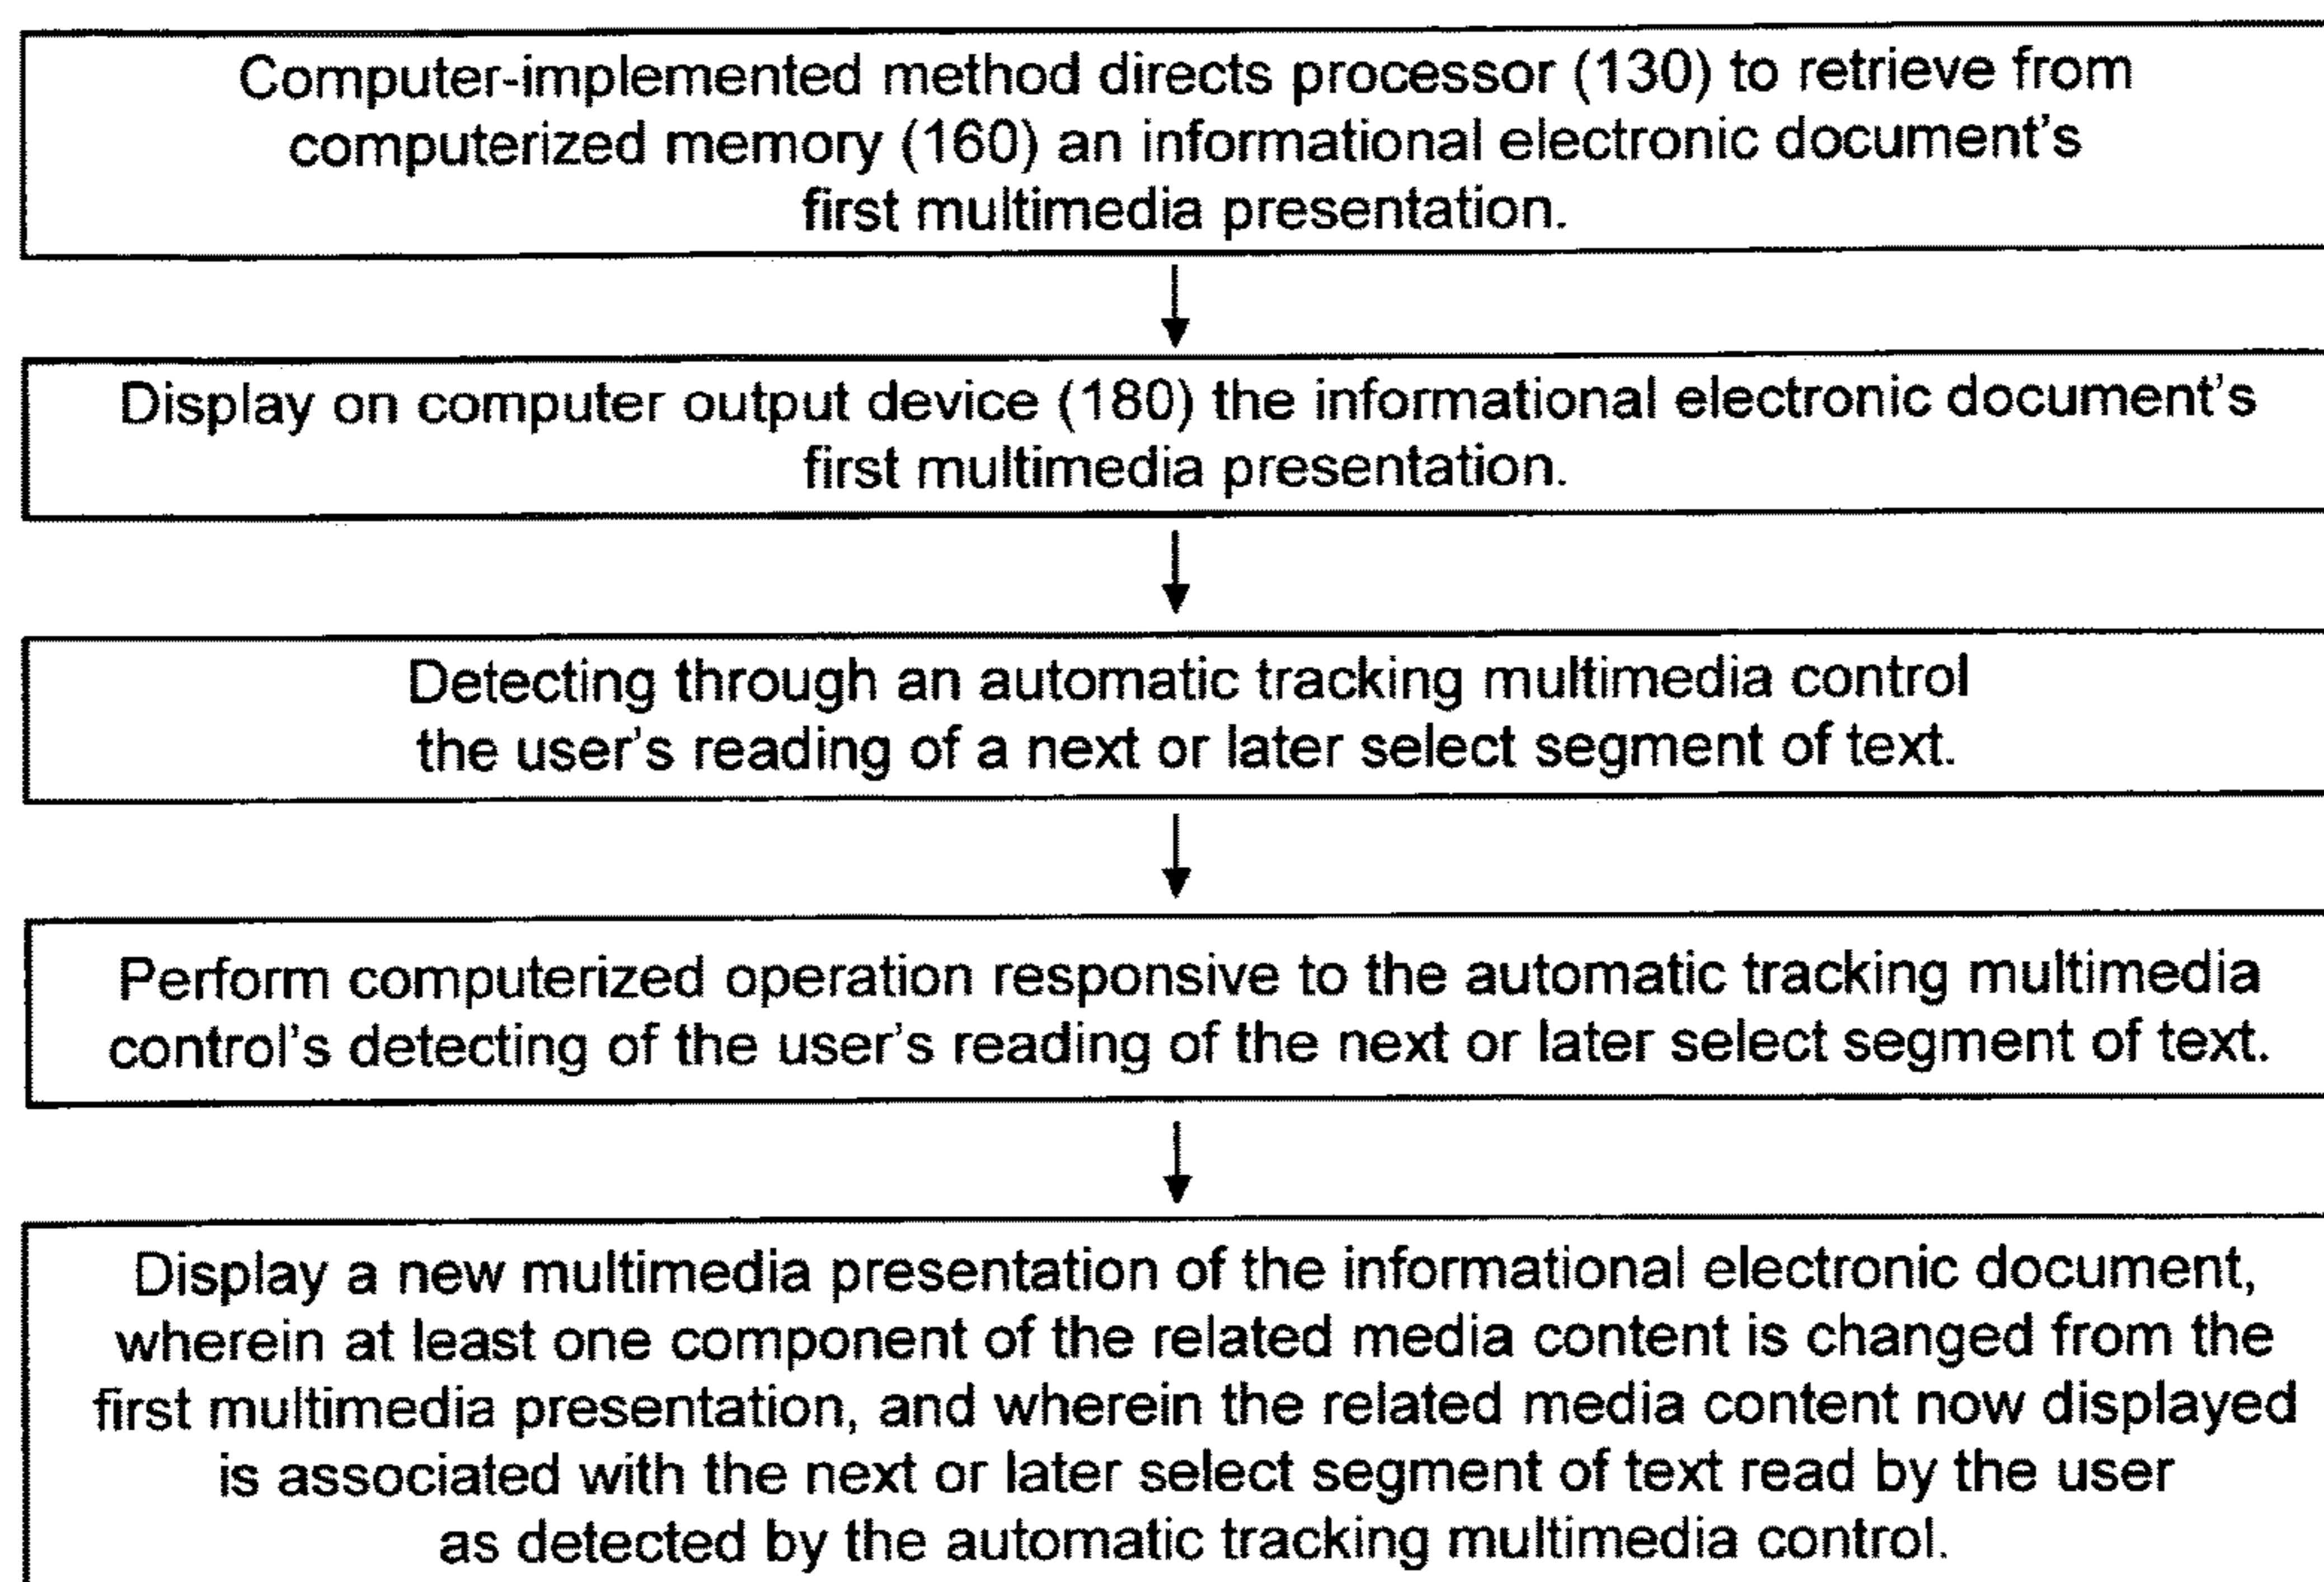 Computer-implemented method directs processor (130) to retrieve from
computerized memory (160) an informational electronic document's
first multimedia presentation.
Display on computer output device (180) the informational electronic document's
first multimedia presentation.
Detecting through an automatic tracking multimedia control
the user's reading of a next or later select segment of text.
Perform computerized operation responsive to the automatic tracking multimedia
control's detecting of the user's reading of the next or later select segment of text.
Display a new multimedia presentation of the informational electronic document,
wherein at least one component of the related media content is changed from the
first multimedia presentation, and wherein the related media content now displayed
is associated with the next or later select segment of text read by the user
as detected by the automatic tracking multimedia control.